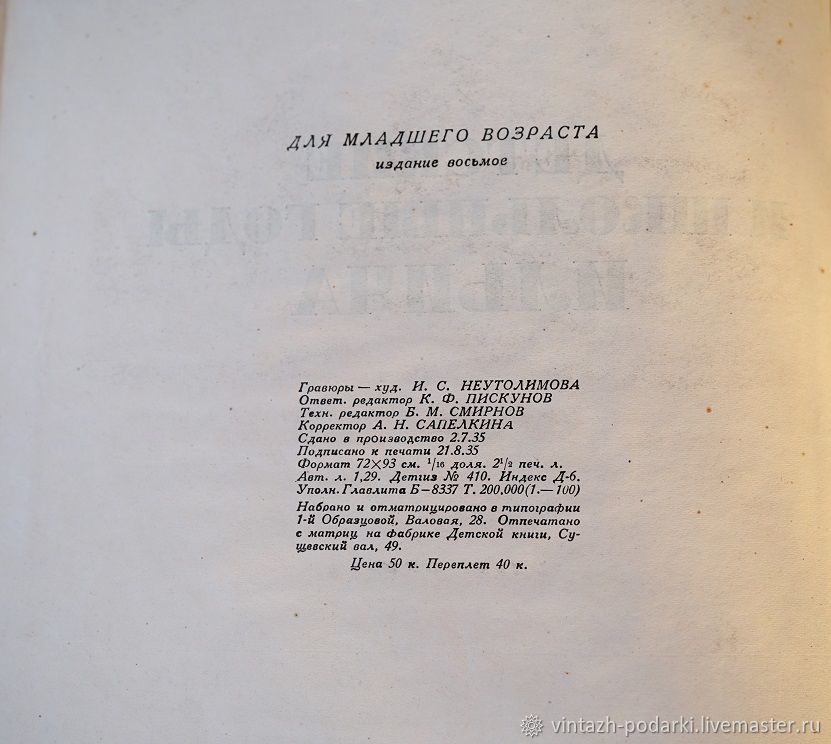 ДЛЯ МЛАДШЕГО ВОЗРАСТА
издание восьмое
Гравюры — худ. И. С. НЕУТОЛИМОВА
Ответ. редактор К. Ф. ПИСКУНОВ
Техн. редактор Б. М. СМИРНОВ
Корректор А. Н. САПЕЛКИНА
Сдано в производство 2.7.35
Подписано к печати 21.8.35
Формат 72×93 см. 1/16 доля. 2 1/2 печ. л.
Авт. л. 1,29. Детгиз № 410. Индекс Д-6.
Уполн. Главлита Б—8337 Т. 200,000(1.— 100)
Набрано и отматрицировано в типографии
1-й Образцовой, Валовая, 28. Отпечатано
с матриц на фабрике Детской книги, Су-
щевский вал, 49.
Цена 50 к. Переплет 40 к.
vintazh-podarki.livemaster.ru